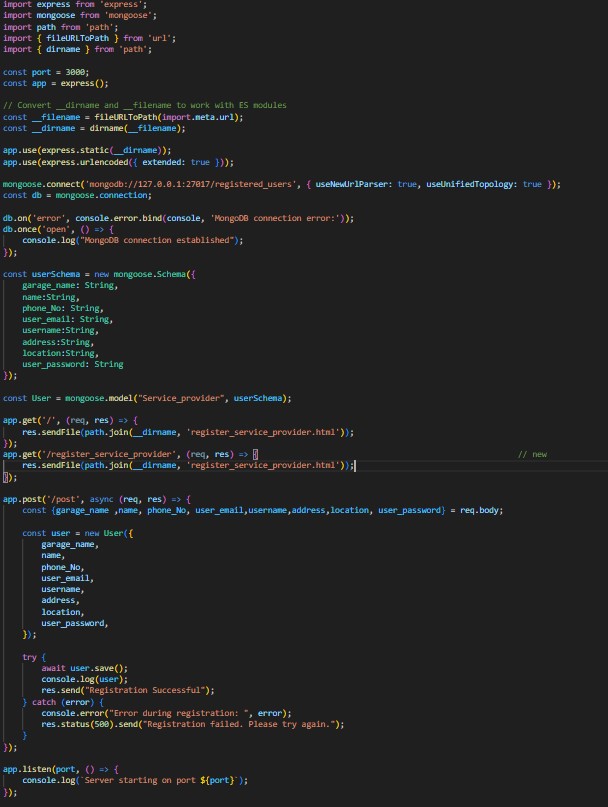 import express from 'express';
import mongoose from 'mongoose';
import path from 'path';
import { fileURLToPath } from 'url';
import { dirname } from 'path';

const port = 3000;
const app = express();

// Convert __dirname and __filename to work with ES modules
const __filename = fileURLToPath(import.meta.url);
const __dirname = dirname(__filename);

app.use(express.static(__dirname));
app.use(express.urlencoded({ extended: true }));

mongoose.connect('mongodb://127.0.0.1:27017/registered_users', { useNewUrlParser: true, useUnifiedTopology: true });
const db = mongoose.connection;

db.on('error', console.error.bind(console, 'MongoDB connection error:'));
db.once('open', () => {
    console.log("MongoDB connection established");
});

const userSchema = new mongoose.Schema({
    garage_name: String,
    name:String,
    phone_No: String,
    user_email: String,
    username:String,
    address:String,
    location:String,
    user_password: String
});

const User = mongoose.model("Service_provider", userSchema);

app.get('/', (req, res) => {
    res.sendFile(path.join(__dirname, 'register_service_provider.html'));
});
app.get('/register_service_provider', (req, res) => {                // new
    res.sendFile(path.join(__dirname, 'register_service_provider.html'));
});

app.post('/post', async (req, res) => {
    const {garage_name ,name, phone_No, user_email,username,address,location, user_password} = req.body;

    const user = new User({
        garage_name,
        name,
        phone_No,
        user_email,
        username,
        address,
        location,
        user_password,
    });

    try {
        await user.save();
        console.log(user);
        res.send("Registration Successful");
    } catch (error) {
        console.error("Error during registration: ", error);
        res.status(500).send("Registration failed. Please try again.");
    }
});

app.listen(port, () => {
    console.log(`Server starting on port ${port}`);
});